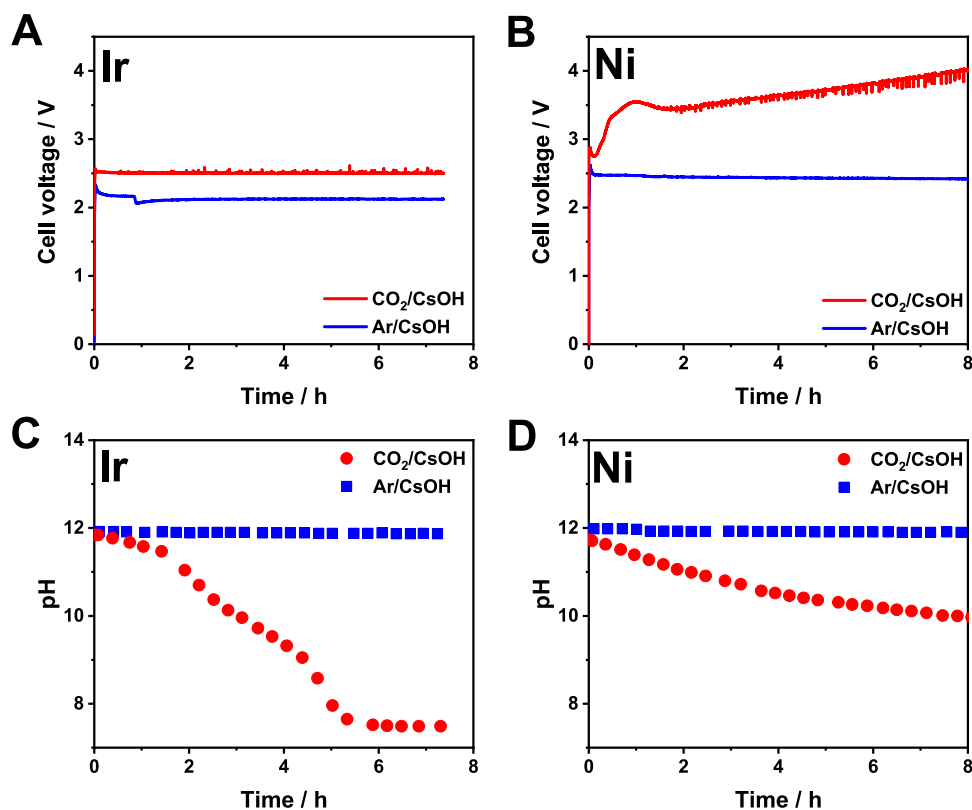 A
Ir
Cell voltage / V
4
3
2
1
0
CO₂/CsOH
Ar/CsOH
0 2 4 6 8
Time / h
B
Ni
Cell voltage / V
4
3
2
1
0
CO₂/CsOH
Ar/CsOH
0 2 4 6 8
Time / h
C
Ir
pH
14
12
10
8
CO₂/CsOH
Ar/CsOH
0 2 4 6 8
Time / h
D
Ni
pH
14
12
10
8
CO₂/CsOH
Ar/CsOH
0 2 4 6 8
Time / h